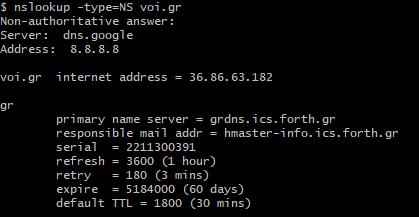 $ nslookup -type=NS voi.gr
Non-authoritative answer:
Server:  dns.google
Address:  8.8.8.8

voi.gr  internet address = 36.86.63.182

gr
        primary name server = grdns.ics.forth.gr
        responsible mail addr = hmaster-info.ics.forth.gr
        serial  = 2211300391
        refresh = 3600 (1 hour)
        retry   = 180 (3 mins)
        expire  = 5184000 (60 days)
        default TTL = 1800 (30 mins)